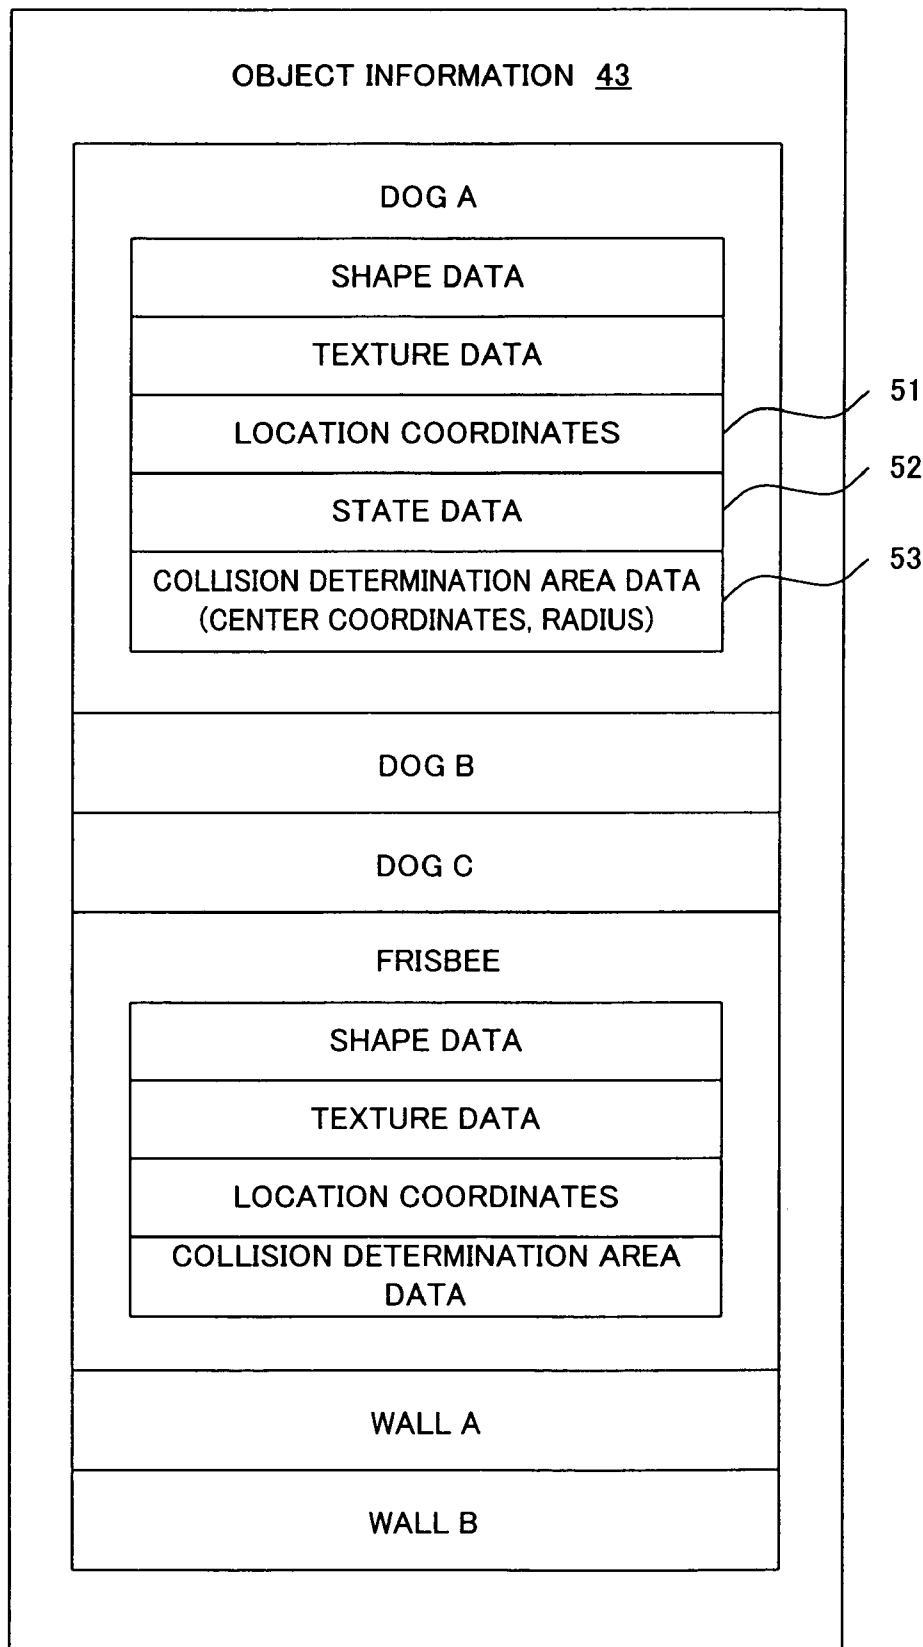 OBJECT INFORMATION 43
DOG A
SHAPE DATA
TEXTURE DATA
LOCATION COORDINATES
51
STATE DATA
52
COLLISION DETERMINATION AREA DATA
(CENTER COORDINATES, RADIUS)
53
DOG B
DOG C
FRISBEE
SHAPE DATA
TEXTURE DATA
LOCATION COORDINATES
COLLISION DETERMINATION AREA
DATA
WALL A
WALL B